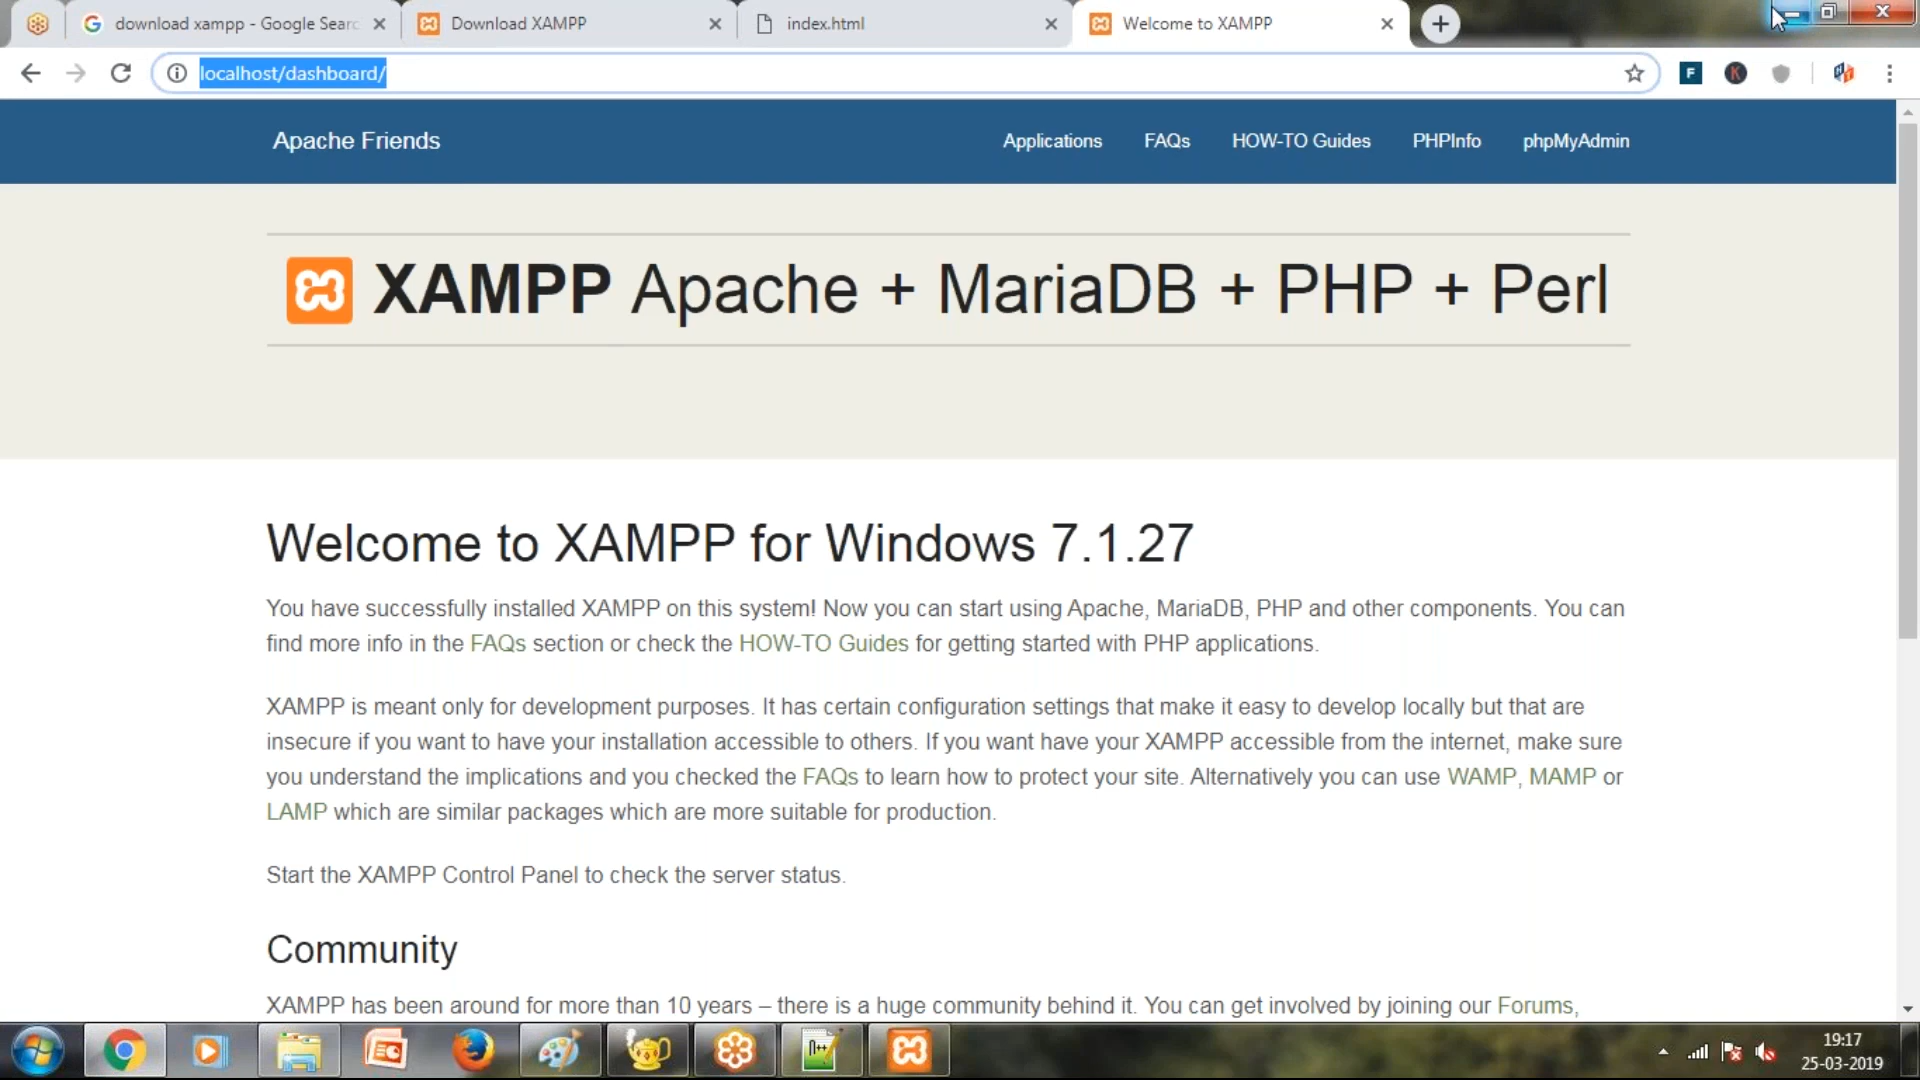 download xampp - Google Searc
Download XAMPP
index.html
Welcome to XAMPP
localhost/dashboard/
Apache Friends
Applications
FAQs
HOW-TO Guides
PHPInfo
phpMyAdmin
XAMPP Apache + MariaDB + PHP + Perl
Welcome to XAMPP for Windows 7.1.27
You have successfully installed XAMPP on this system! Now you can start using Apache, MariaDB, PHP and other components. You can
find more info in the FAQs section or check the HOW-TO Guides for getting started with PHP applications.
XAMPP is meant only for development purposes. It has certain configuration settings that make it easy to develop locally but that are
insecure if you want to have your installation accessible to others. If you want have your XAMPP accessible from the internet, make sure
you understand the implications and you checked the FAQs to learn how to protect your site. Alternatively you can use WAMP, MAMP or
LAMP which are similar packages which are more suitable for production.
Start the XAMPP Control Panel to check the server status.
Community
XAMPP has been around for more than 10 years – there is a huge community behind it. You can get involved by joining our Forums,
19:17
25-03-2019